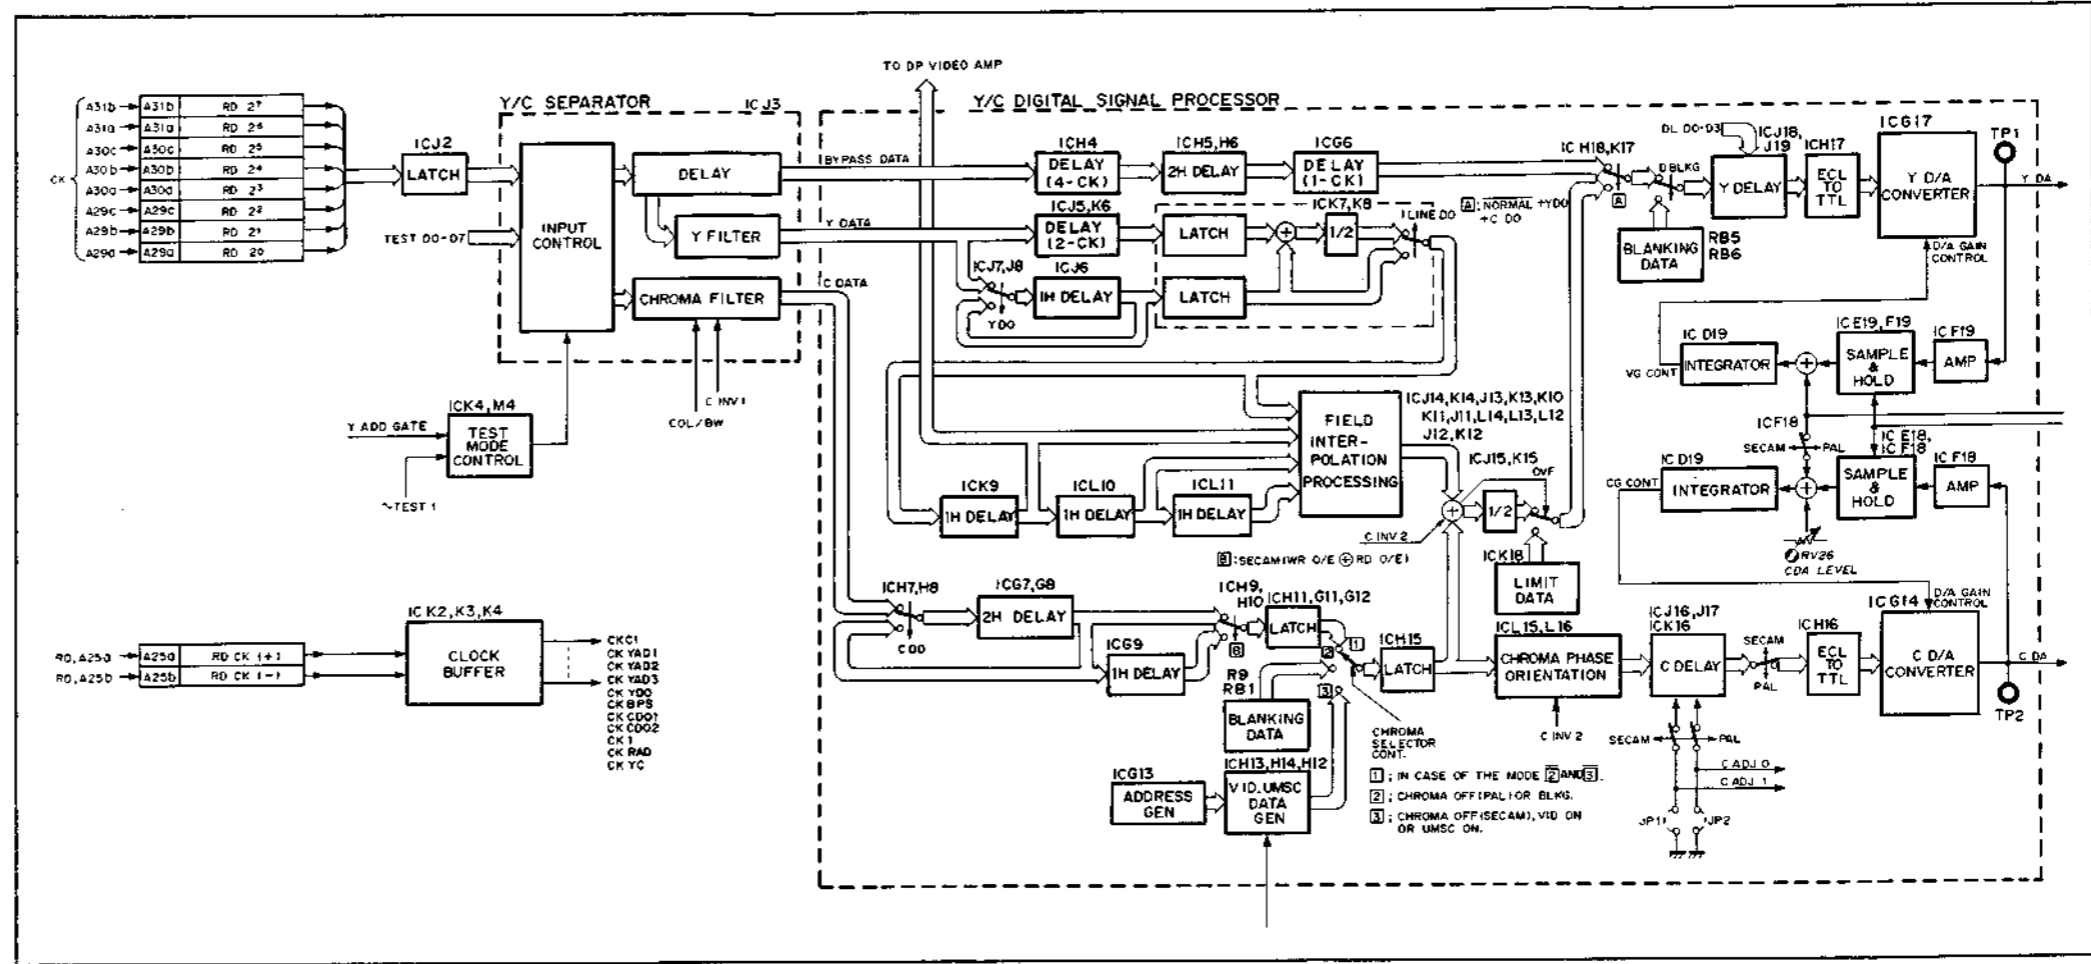 TO DP VIDEO AMP
Y/C SEPARATOR
IC J3
Y/C DIGITAL SIGNAL PROCESSOR
CK
A31b A31b RD 2⁷
A31a A31a RD 2⁶
A30c A30c RD 2⁵
A30b A30b RD 2⁴
A30a A30a RD 2³
A29c A29c RD 2²
A29b A29b RD 2¹
A29a A29a RD 2⁰
ICJ2
LATCH
TEST D0-D7
INPUT
CONTROL
DELAY
Y FILTER
CHROMA FILTER
BYPASS DATA
Y DATA
C DATA
C INV1
COL/BW
ICK4, M4
TEST
MODE
CONTROL
Y ADD GATE
~TEST 1
ICH4
DELAY
(4-CK)
ICH5, H6
2H DELAY
ICG6
DELAY
(1-CK)
ICJ5, K6
DELAY
(2-CK)
ICK7, K8
LATCH
1/2
1 LINE DO
ICJ7, J8
YDO
ICJ6
1H DELAY
LATCH
A : NORMAL + YDO
+ C DO
IC H18, K17
A
D BLKG
BLANKING
DATA
RB5
RB6
DL D0-D3
ICJ18,
J19
Y DELAY
ICH17
ECL
TO
TTL
ICG17
Y D/A
CONVERTER
TP1
Y DA
D/A GAIN
CONTROL
IC D19
INTEGRATOR
VG CONT
IC E19, F19
SAMPLE
&
HOLD
IC F19
AMP
ICF18
SECAM PAL
IC D19
INTEGRATOR
CG CONT
IC E18,
IC F18
SAMPLE
&
HOLD
IC F18
AMP
RV26
CDA LEVEL
FIELD
INTER-
POLATION
PROCESSING
ICJ14, K14, J13, K13, K10
K11, J11, L14, L13, L12
J12, K12
ICK9
1H DELAY
ICL10
1H DELAY
ICL11
1H DELAY
ICJ15, K15
OVF
1/2
C INV 2
ICK18
LIMIT
DATA
B : SECAM (WR O/E ⊕ RD O/E)
ICH7, H8
CDO
ICG7, G8
2H DELAY
ICG9
1H DELAY
ICH9,
H10
B
ICH11, G11, G12
LATCH
1
2
3
R9
RB1
BLANKING
DATA
ICH15
LATCH
CHROMA
SELECTOR
CONT.
ICL15, L16
CHROMA PHASE
ORIENTATION
C INV 2
ICJ16, J17
ICK16
C DELAY
SECAM
PAL
ICH16
ECL
TO
TTL
ICG14
D/A GAIN
CONTROL
C D/A
CONVERTER
C DA
TP2
SECAM PAL
C ADJ 0
C ADJ 1
JP1
JP2
ICG13
ADDRESS
GEN
ICH13, H14, H12
VID, UMSC
DATA
GEN
1 ; IN CASE OF THE MODE 2 AND 3.
2 ; CHROMA OFF (PAL) OR BLKG.
3 ; CHROMA OFF (SECAM), VID ON
OR UMSC ON.
IC K2, K3, K4
CLOCK
BUFFER
RD, A25a A25a RD CK (+)
RD, A25b A25b RD CK (-)
CKC1
CK YAD1
CK YAD2
CK YAD3
CK YDO
CK BPS
CK CDO1
CK CDO2
CK 1
CK RAD
CK YC